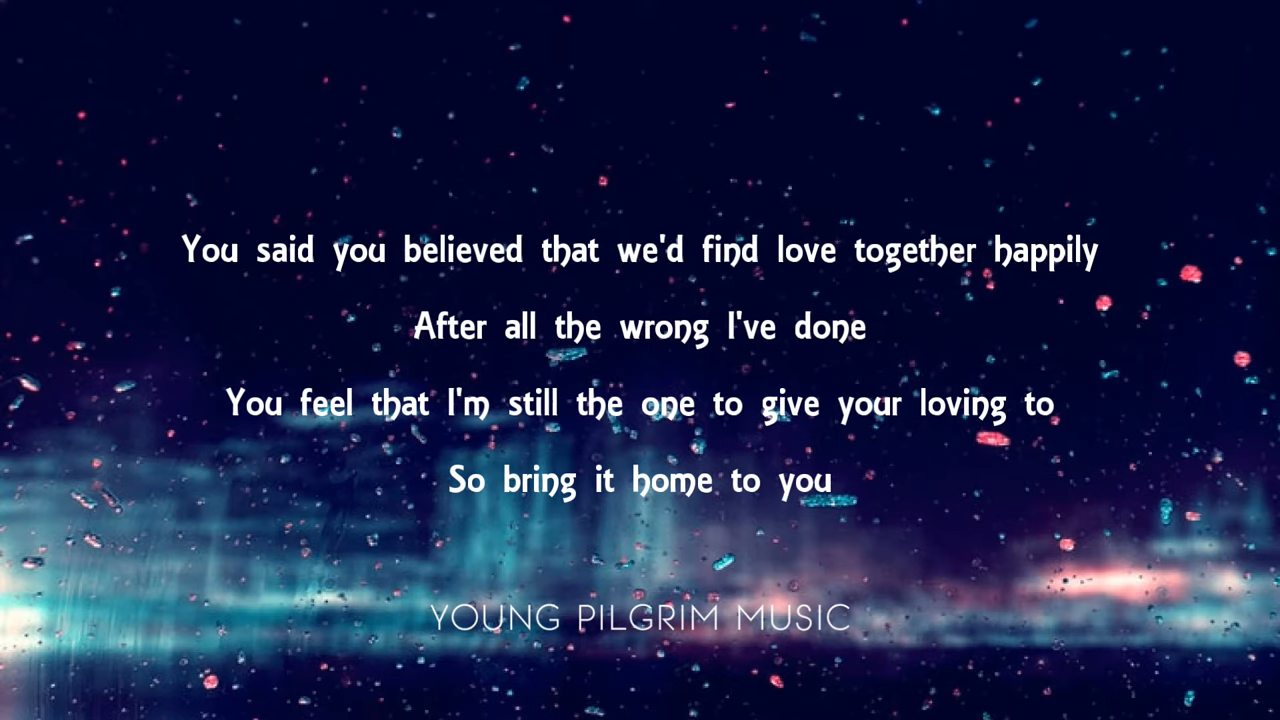 You said you believed that we'd find love together happily
After all the wrong I've done
You feel that I'm still the one to give your loving to
So bring it home to you
YOUNG PILGRIM MUSIC